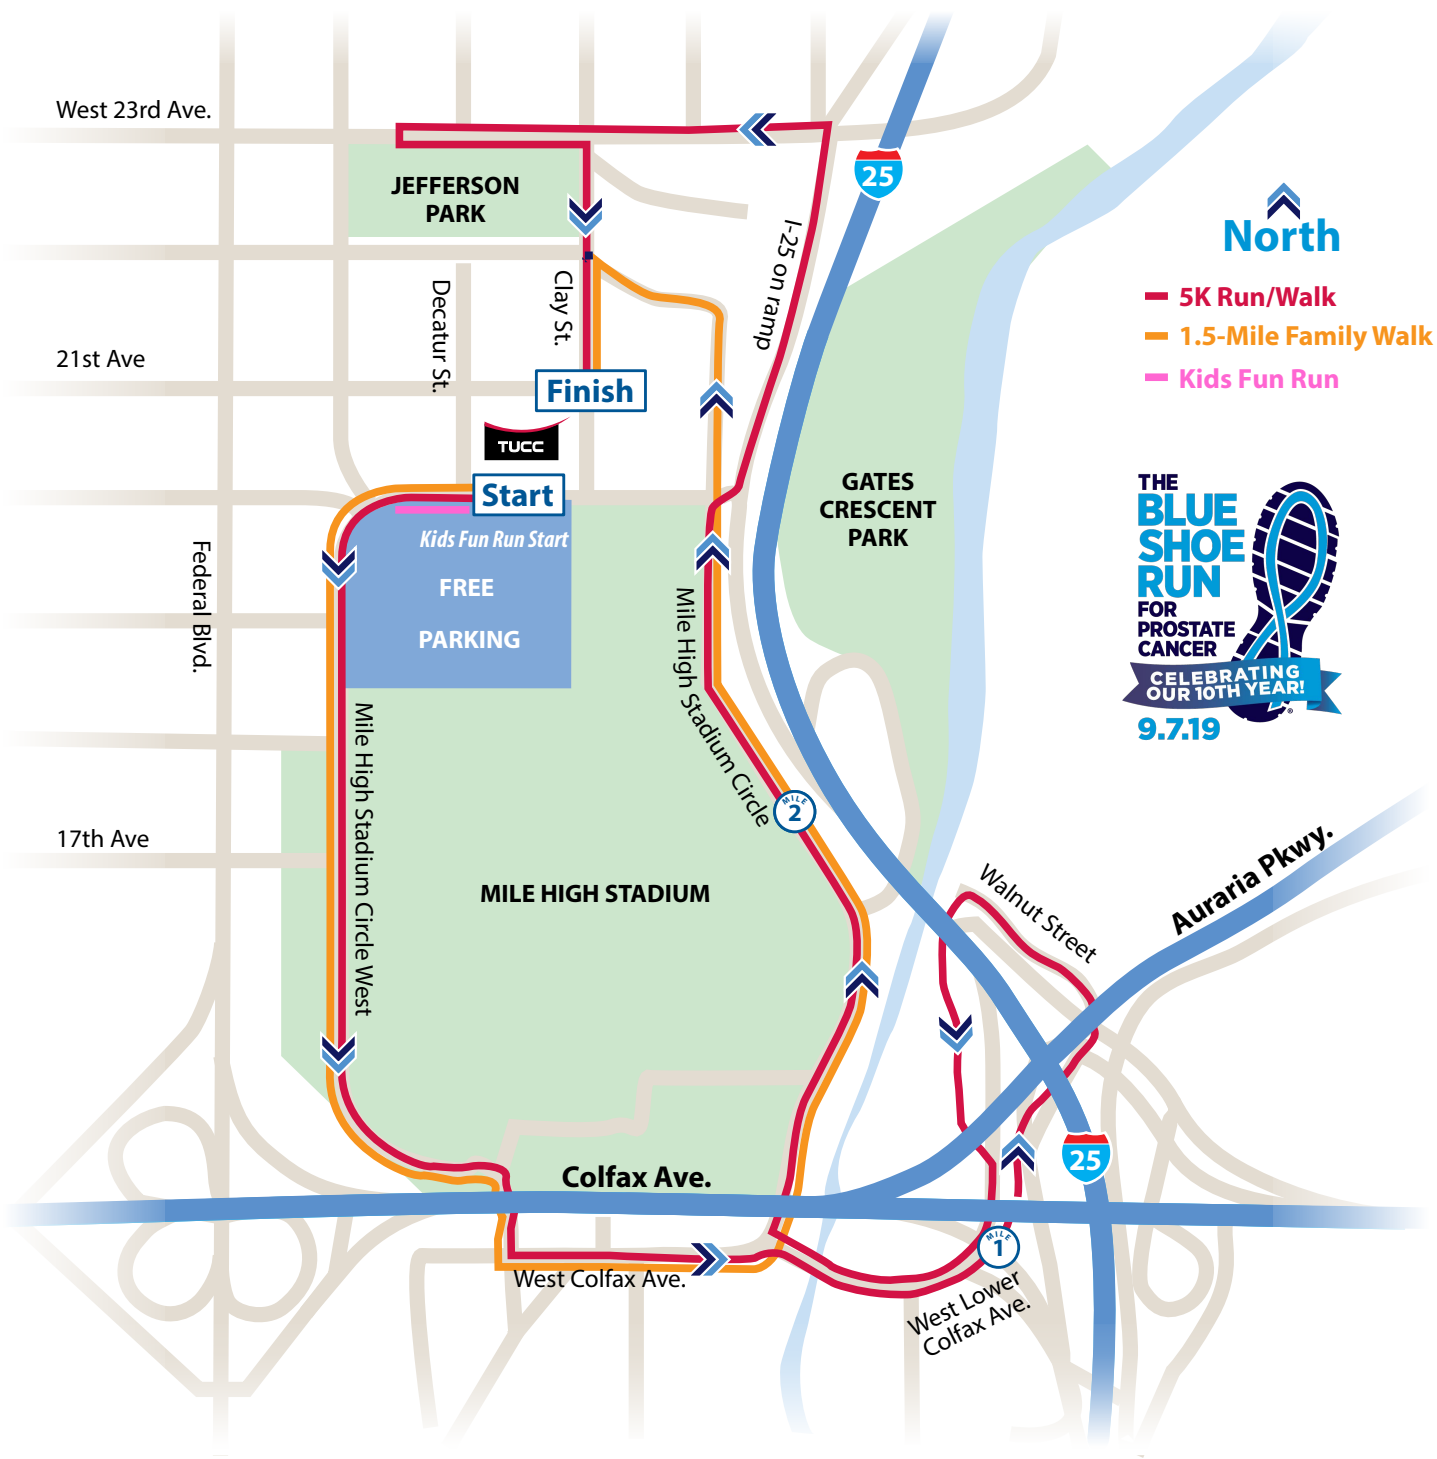 West 23rd Ave.
JEFFERSON
PARK
25
I-25 on ramp
North
5K Run/Walk
1.5-Mile Family Walk
Kids Fun Run
Decatur St.
Clay St.
21st Ave
Finish
TUCC
Start
Kids Fun Run Start
FREE
PARKING
GATES
CRESCENT
PARK
THE
BLUE
SHOE
RUN
FOR
PROSTATE
CANCER
CELEBRATING
OUR 10TH YEAR!
®
9.7.19
Federal Blvd.
Mile High Stadium Circle
Mile High Stadium Circle West
MILE
2
17th Ave
MILE HIGH STADIUM
Walnut Street
Auraria Pkwy.
Colfax Ave.
25
MILE
1
West Colfax Ave.
West Lower
Colfax Ave.